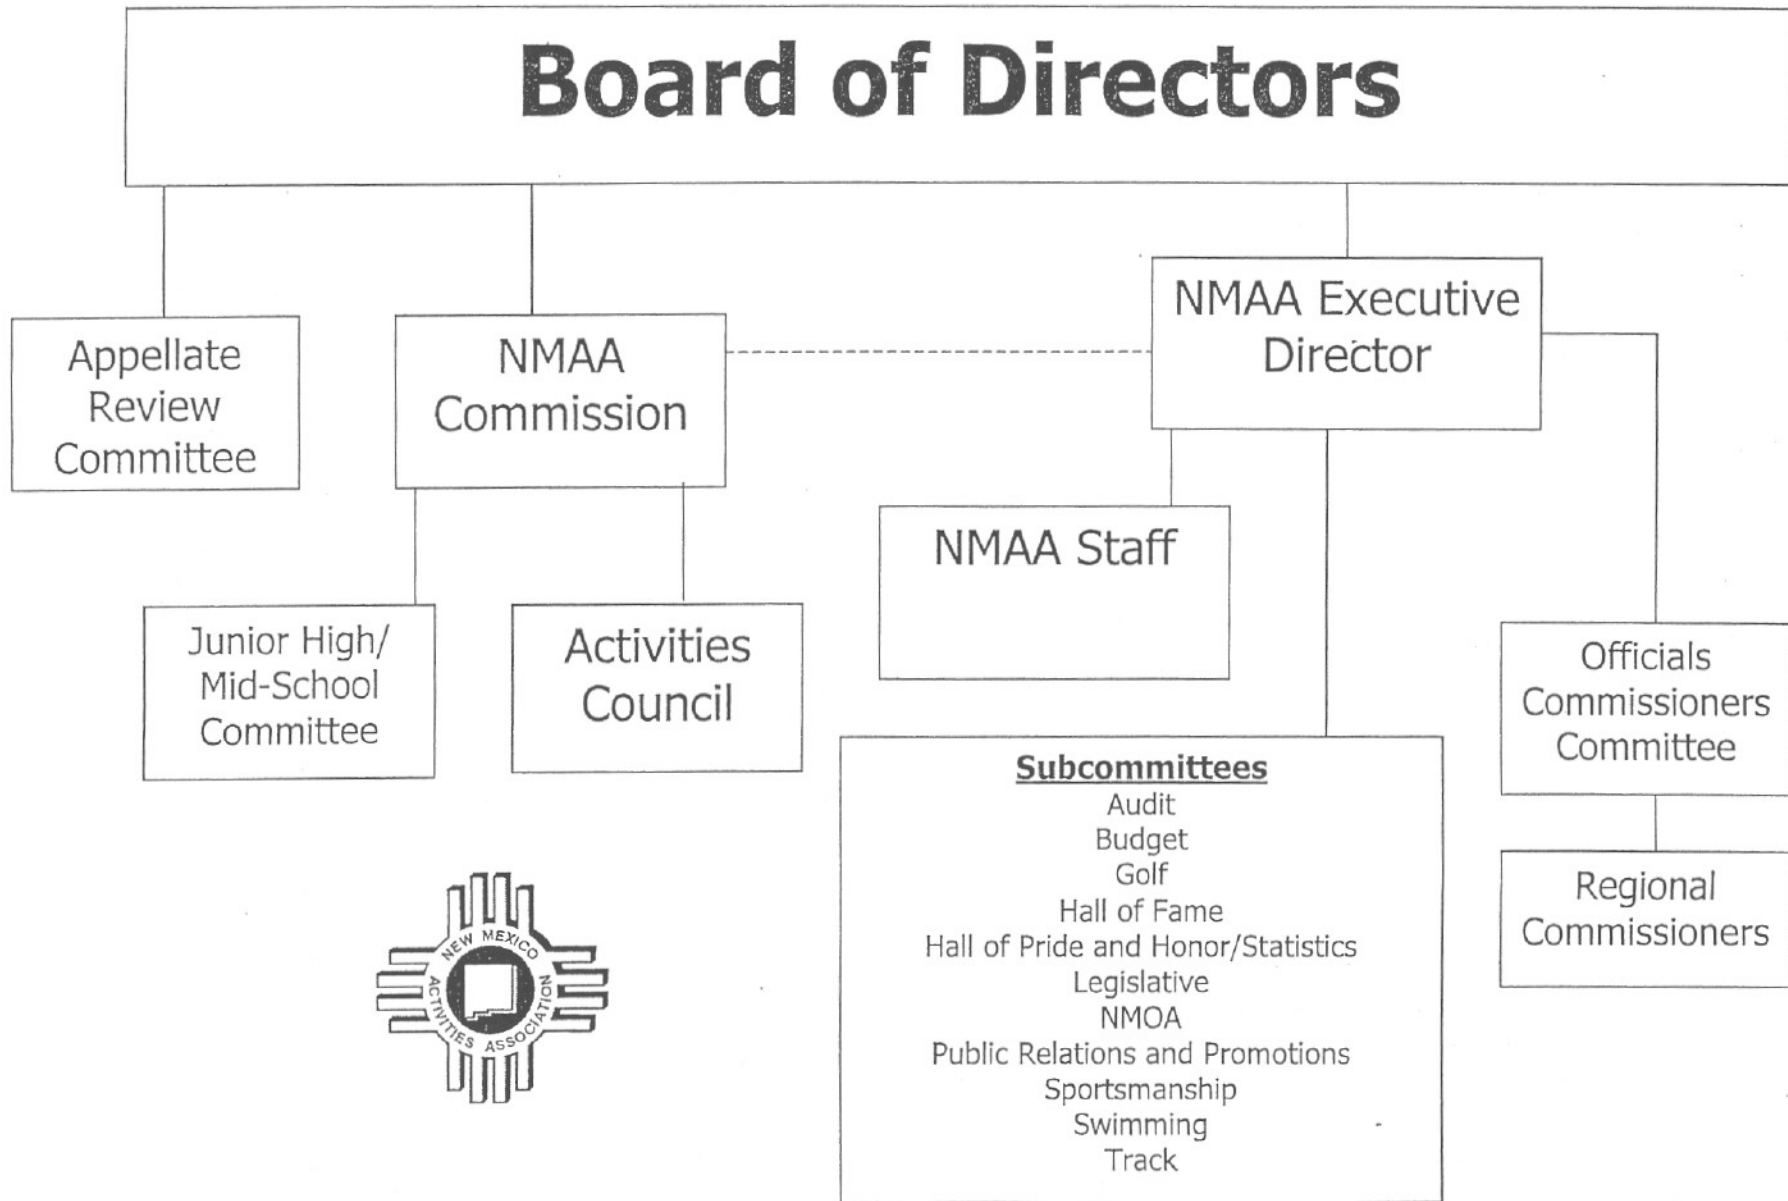 Board of Directors
Appellate
Review
Committee
NMAA
Commission
NMAA Executive
Director
Junior High/
Mid-School
Committee
Activities
Council
NMAA Staff
Officials
Commissioners
Committee
Regional
Commissioners
Subcommittees
Audit
Budget
Golf
Hall of Fame
Hall of Pride and Honor/Statistics
Legislative
NMOA
Public Relations and Promotions
Sportsmanship
Swimming
Track
NEW MEXICO
ACTIVITIES ASSOCIATION